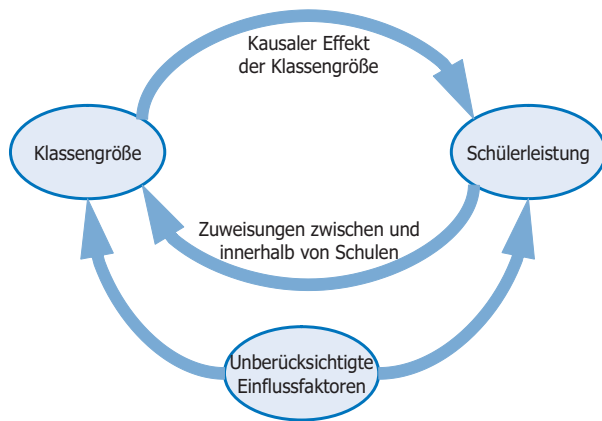 Kausaler Effekt
der Klassengröße
Klassengröße
Schülerleistung
Zuweisungen zwischen und
innerhalb von Schulen
Unberücksichtigte
Einflussfaktoren